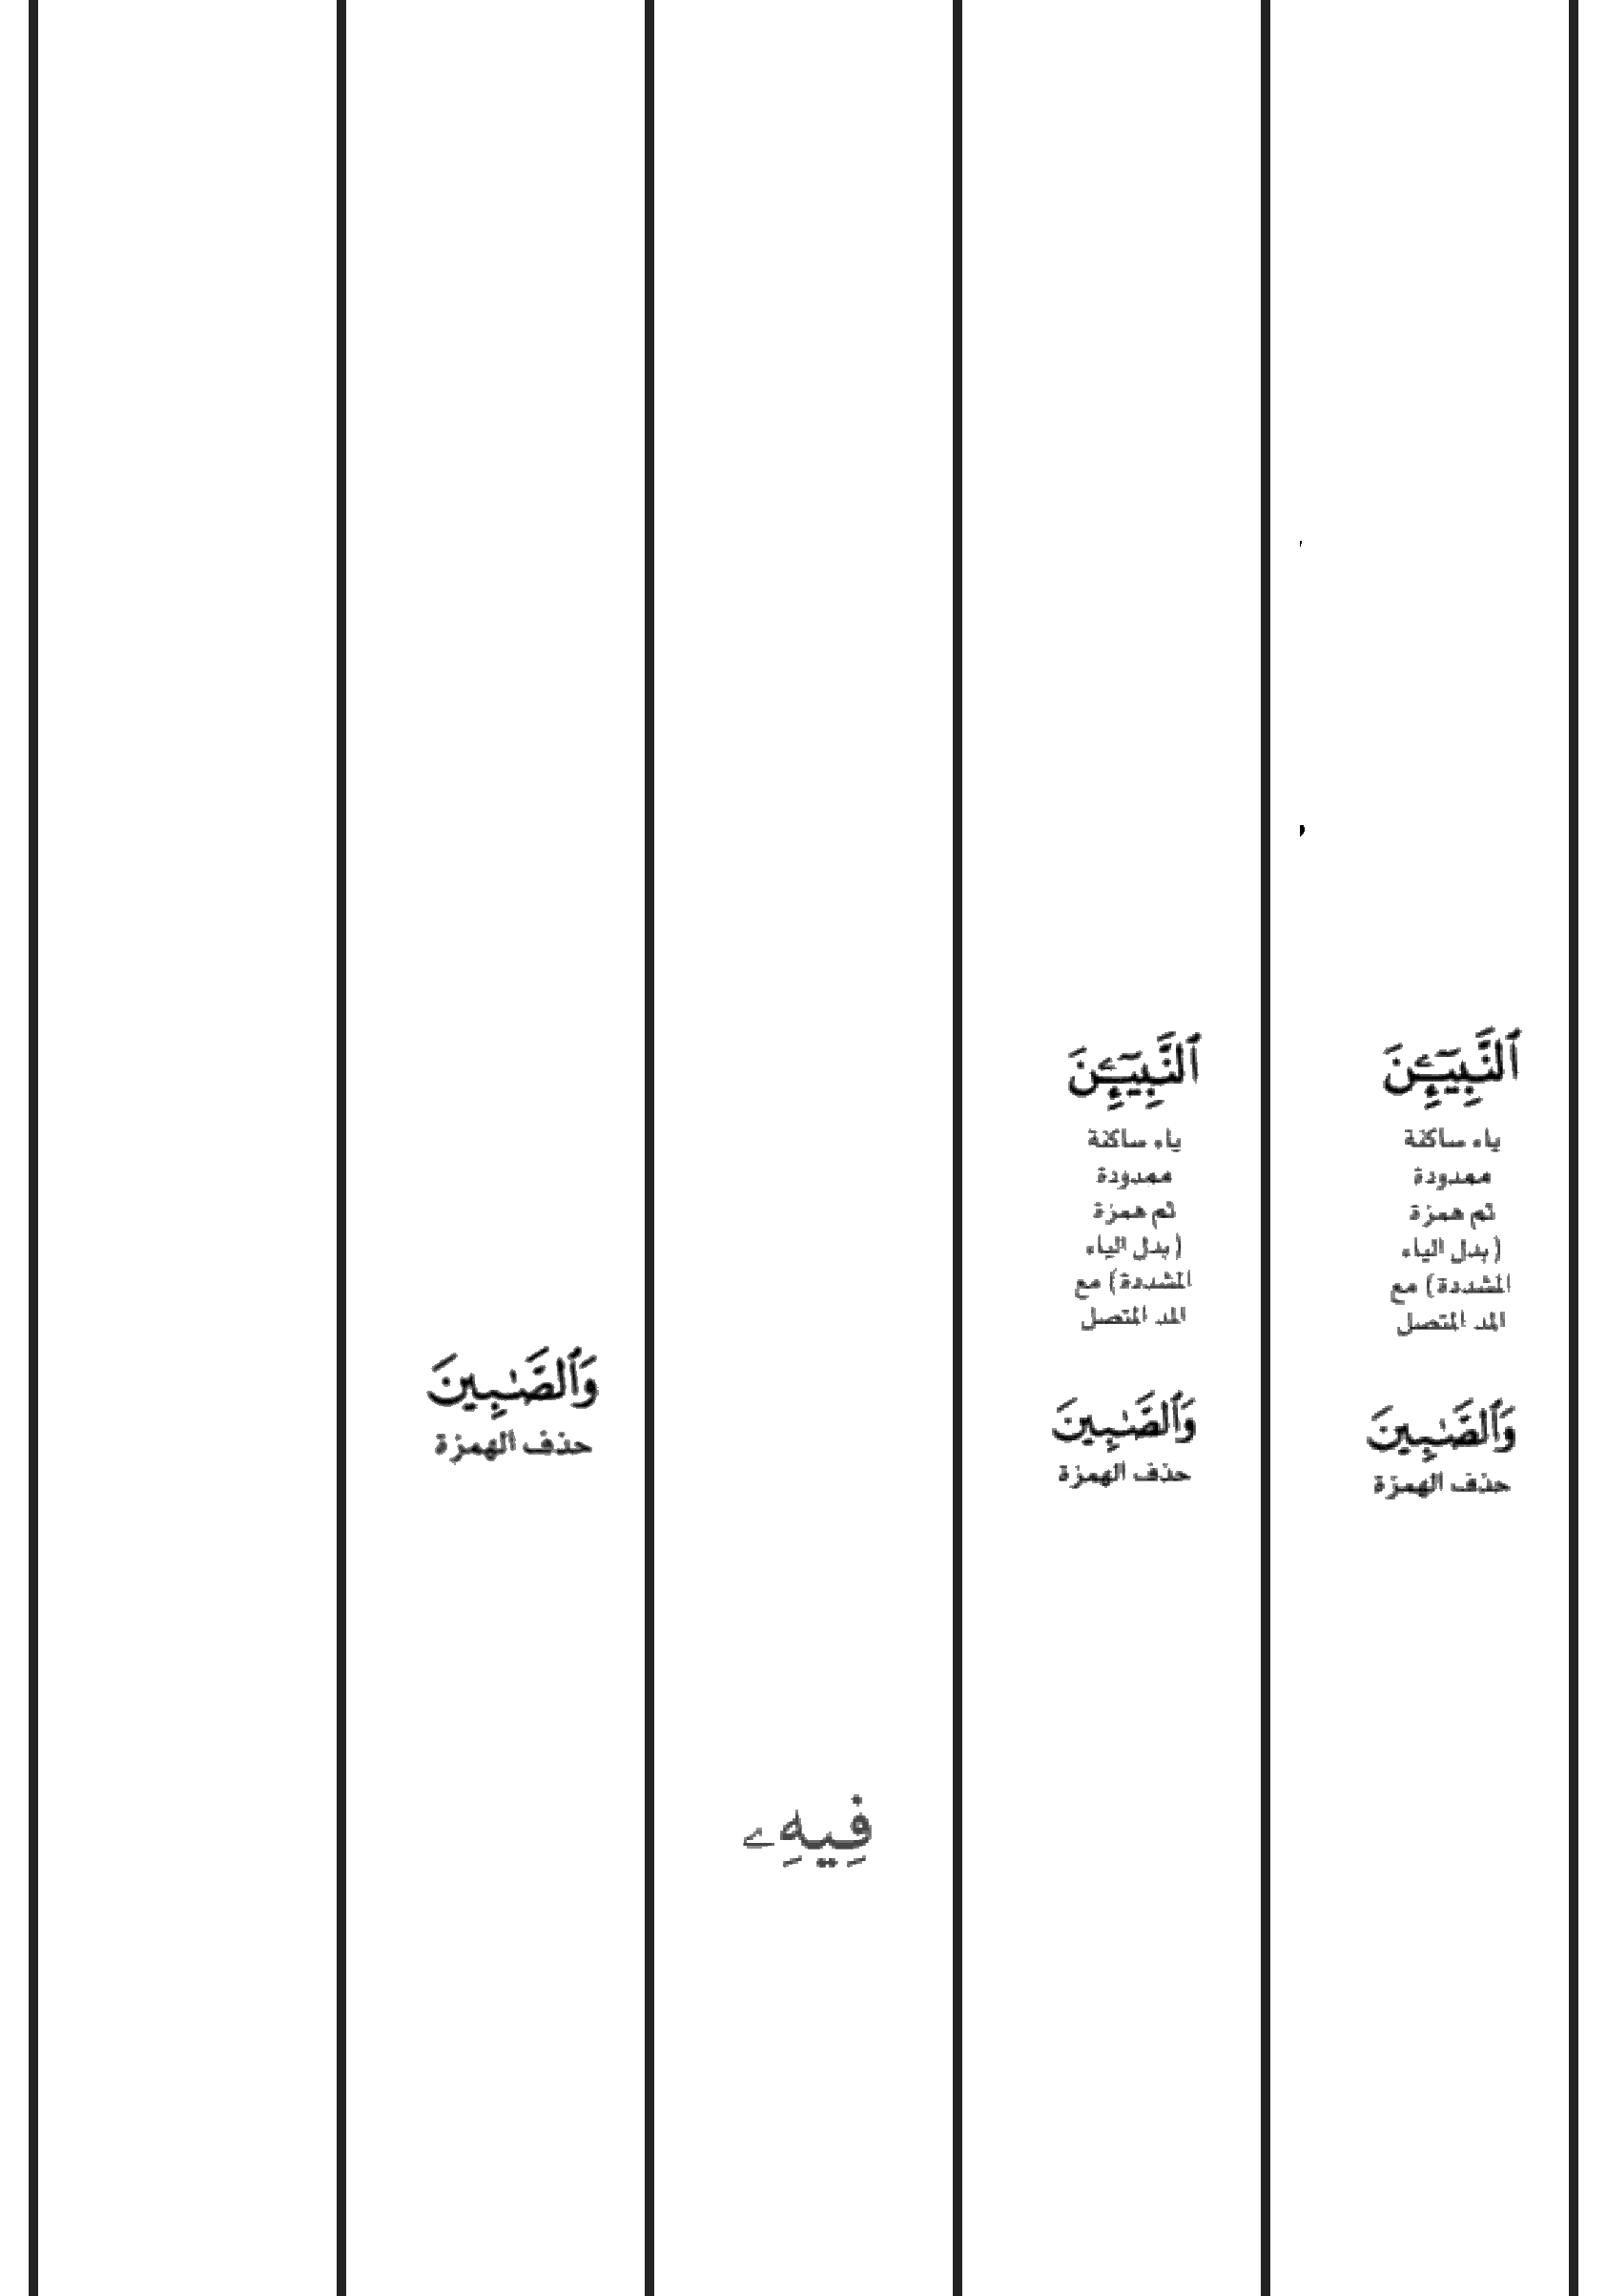 ٱلنَّبِيٓـِٔنَ
ياء ساكنة
ممدودة
ثم همزة
(بدل الياء
المشددة) مع
المد المتصل
وَٱلصَّٰبِينَ
حذف الهمزة
ٱلنَّبِيٓـِٔنَ
ياء ساكنة
ممدودة
ثم همزة
(بدل الياء
المشددة) مع
المد المتصل
وَٱلصَّٰبِينَ
حذف الهمزة
فِيهِے
وَٱلصَّٰبِينَ
حذف الهمزة